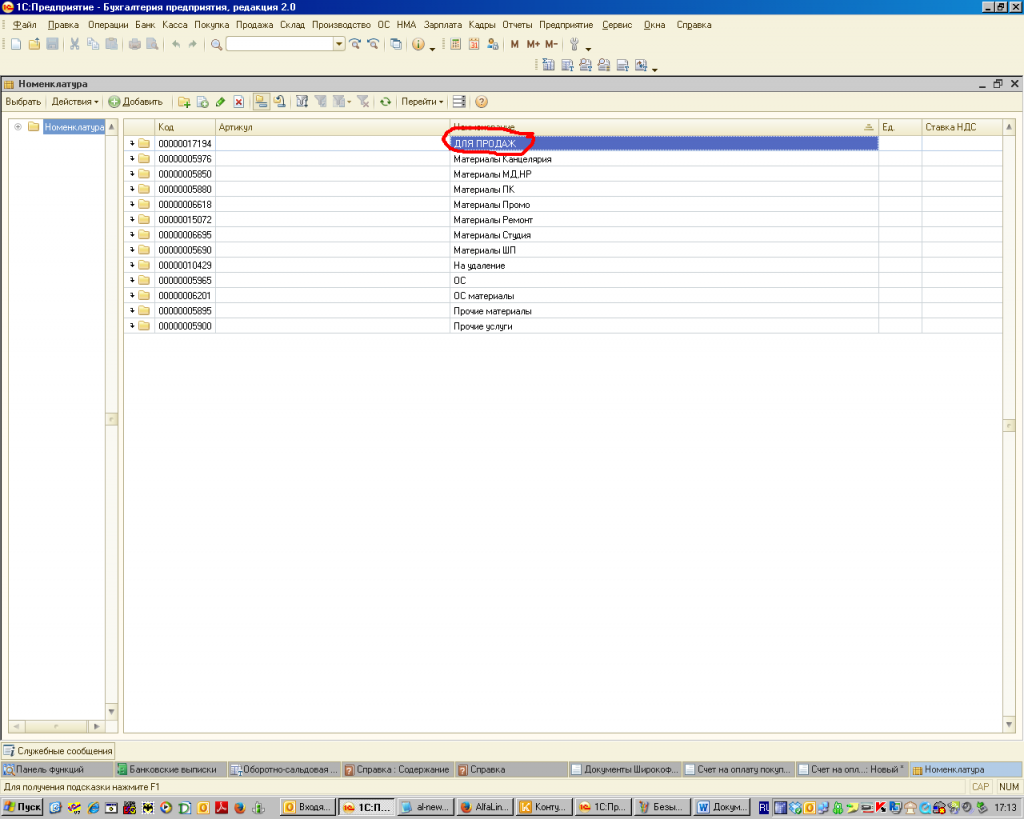 1С:Предприятие - Бухгалтерия предприятия, редакция 2.0
Файл Правка Операции Банк Касса Покупка Продажа Склад Производство ОС НМА Зарплата Кадры Отчеты Предприятие Сервис Окна Справка
M M+ M-
Номенклатура
Выбрать Действия Добавить Перейти
Номенклатура
Код Артикул Наименование Ед. Ставка НДС
00000017194 ДЛЯ ПРОДАЖ
00000005976 Материалы Канцелярия
00000005850 Материалы МД,НР
00000005880 Материалы ПК
00000006618 Материалы Промо
00000015072 Материалы Ремонт
00000006695 Материалы Студия
00000005690 Материалы ШП
00000010429 На удаление
00000005965 ОС
00000006201 ОС материалы
00000005895 Прочие материалы
00000005900 Прочие услуги
Служебные сообщения
Панель функций Банковские выписки Оборотно-сальдовая ... Справка : Содержание Справка Документы Широкоф... Счет на оплату покуп... Счет на опл...: Новый * Номенклатура
Для получения подсказки нажмите F1 CAP NUM
Пуск Входя... 1С:П... al-new... AlfaLin... Конту... 1С:Пр... Безы... Докум... RL 17:13